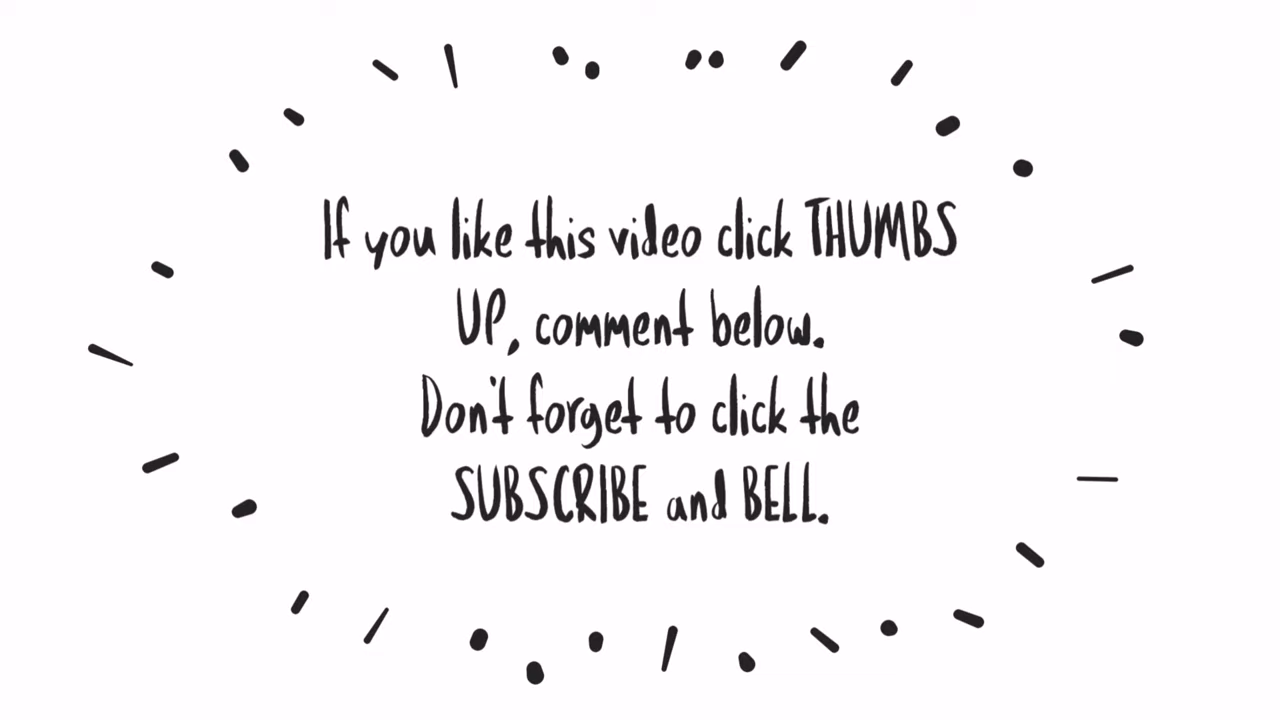 If you like this video click THUMBS
UP, comment below.
Don't forget to click the
SUBSCRIBE and BELL.